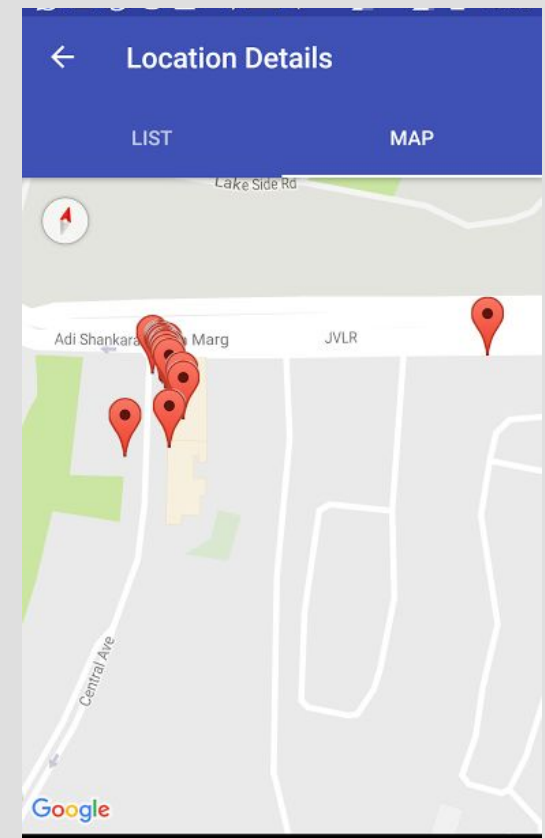 Location Details
LIST
MAP
Lake Side Rd
Adi Shankara
Marg
JVLR
Central Ave
Google